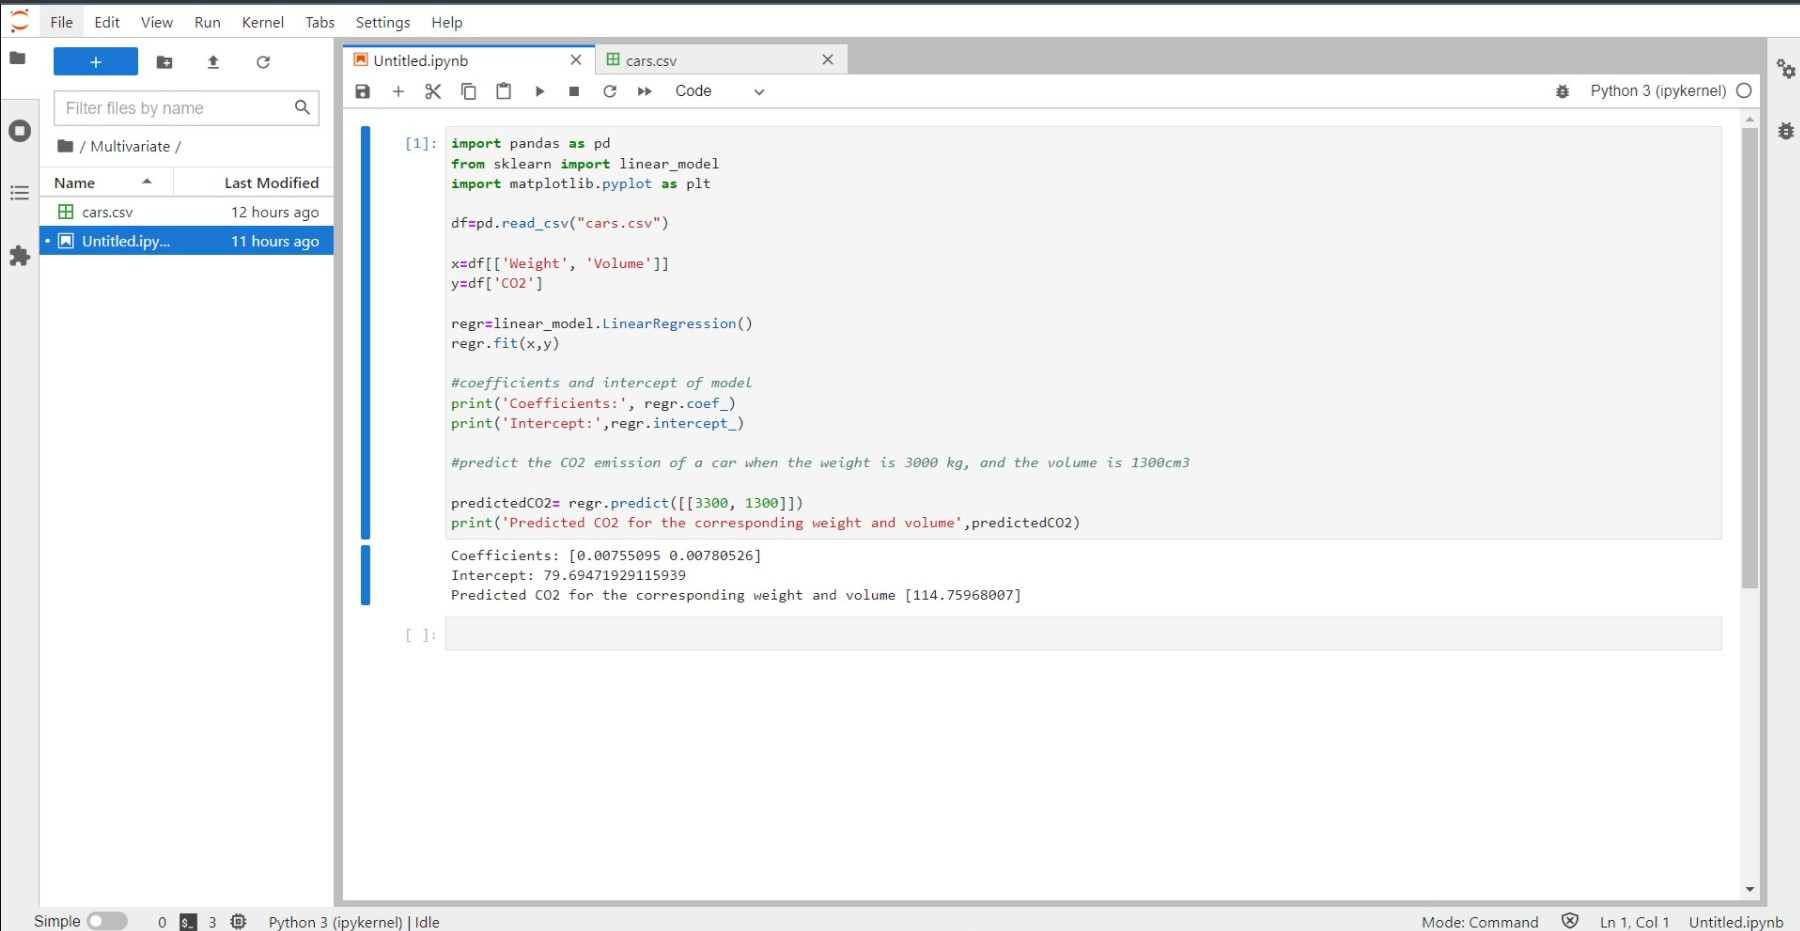 File Edit View Run Kernel Tabs Settings Help
+
Filter files by name
/ Multivariate /
Name Last Modified
cars.csv 12 hours ago
Untitled.ipy... 11 hours ago
Untitled.ipynb cars.csv
Code
Python 3 (ipykernel)
[1]:
import pandas as pd
from sklearn import linear_model
import matplotlib.pyplot as plt
df=pd.read_csv("cars.csv")
x=df[['Weight', 'Volume']]
y=df['CO2']
regr=linear_model.LinearRegression()
regr.fit(x,y)
#coefficients and intercept of model
print('Coefficients:', regr.coef_)
print('Intercept:',regr.intercept_)
#predict the CO2 emission of a car when the weight is 3000 kg, and the volume is 1300cm3
predictedCO2= regr.predict([[3300, 1300]])
print('Predicted CO2 for the corresponding weight and volume',predictedCO2)
Coefficients: [0.00755095 0.00780526]
Intercept: 79.69471929115939
Predicted CO2 for the corresponding weight and volume [114.75968007]
[ ]:
Simple 0 $_ 3 Python 3 (ipykernel) | Idle Mode: Command Ln 1, Col 1 Untitled.ipynb